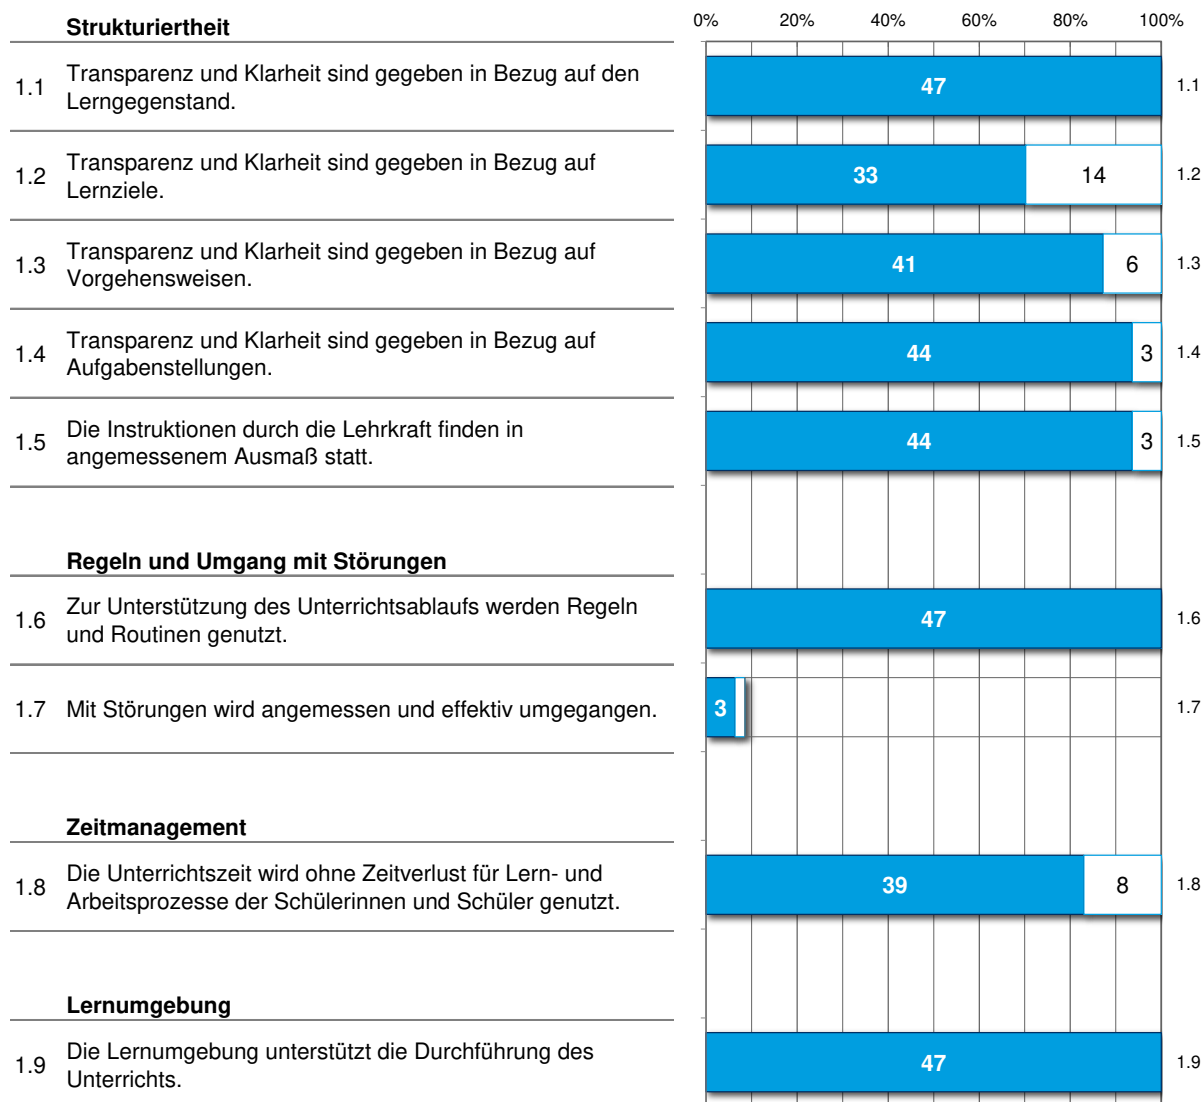 Strukturiertheit
0% 20% 40% 60% 80% 100%
1.1 Transparenz und Klarheit sind gegeben in Bezug auf den
Lerngegenstand.
47 1.1
1.2 Transparenz und Klarheit sind gegeben in Bezug auf
Lernziele.
33 14 1.2
1.3 Transparenz und Klarheit sind gegeben in Bezug auf
Vorgehensweisen.
41 6 1.3
1.4 Transparenz und Klarheit sind gegeben in Bezug auf
Aufgabenstellungen.
44 3 1.4
1.5 Die Instruktionen durch die Lehrkraft finden in
angemessenem Ausmaß statt.
44 3 1.5
Regeln und Umgang mit Störungen
1.6 Zur Unterstützung des Unterrichtsablaufs werden Regeln
und Routinen genutzt.
47 1.6
1.7 Mit Störungen wird angemessen und effektiv umgegangen.
3 1.7
Zeitmanagement
1.8 Die Unterrichtszeit wird ohne Zeitverlust für Lern- und
Arbeitsprozesse der Schülerinnen und Schüler genutzt.
39 8 1.8
Lernumgebung
1.9 Die Lernumgebung unterstützt die Durchführung des
Unterrichts.
47 1.9